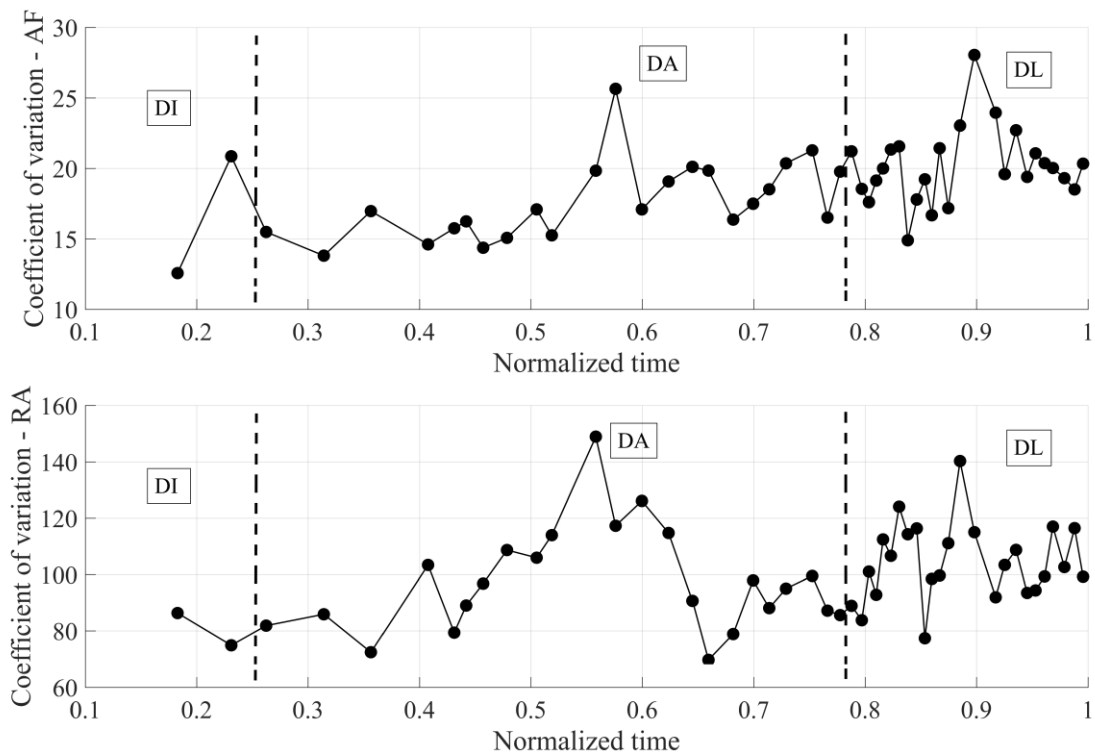 Coefficient of variation - AF
30
25
20
15
10
DI
DA
DL
0.1 0.2 0.3 0.4 0.5 0.6 0.7 0.8 0.9 1
Normalized time
Coefficient of variation - RA
160
140
120
100
80
60
DI
DA
DL
0.1 0.2 0.3 0.4 0.5 0.6 0.7 0.8 0.9 1
Normalized time